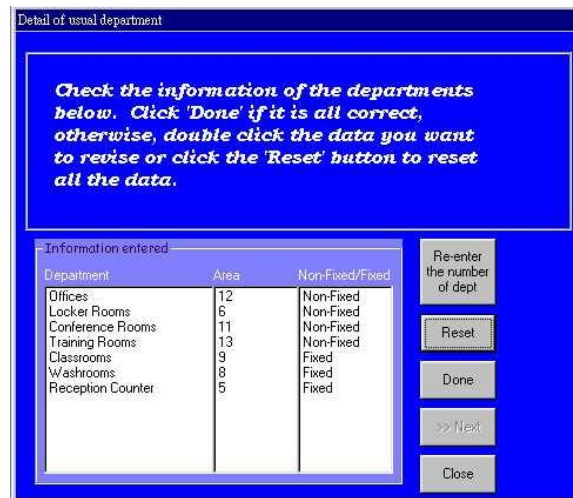 Detail of usual department
Check the information of the departments
below. Click 'Done' if it is all correct,
otherwise, double click the data you want
to revise or click the 'Reset' button to reset
all the data.
Information entered
Department Area Non-Fixed/Fixed
Offices 12 Non-Fixed
Locker Rooms 6 Non-Fixed
Conference Rooms 11 Non-Fixed
Training Rooms 13 Non-Fixed
Classrooms 9 Fixed
Washrooms 8 Fixed
Reception Counter 5 Fixed
Re-enter
the number
of dept
Reset
Done
>> Next
Close